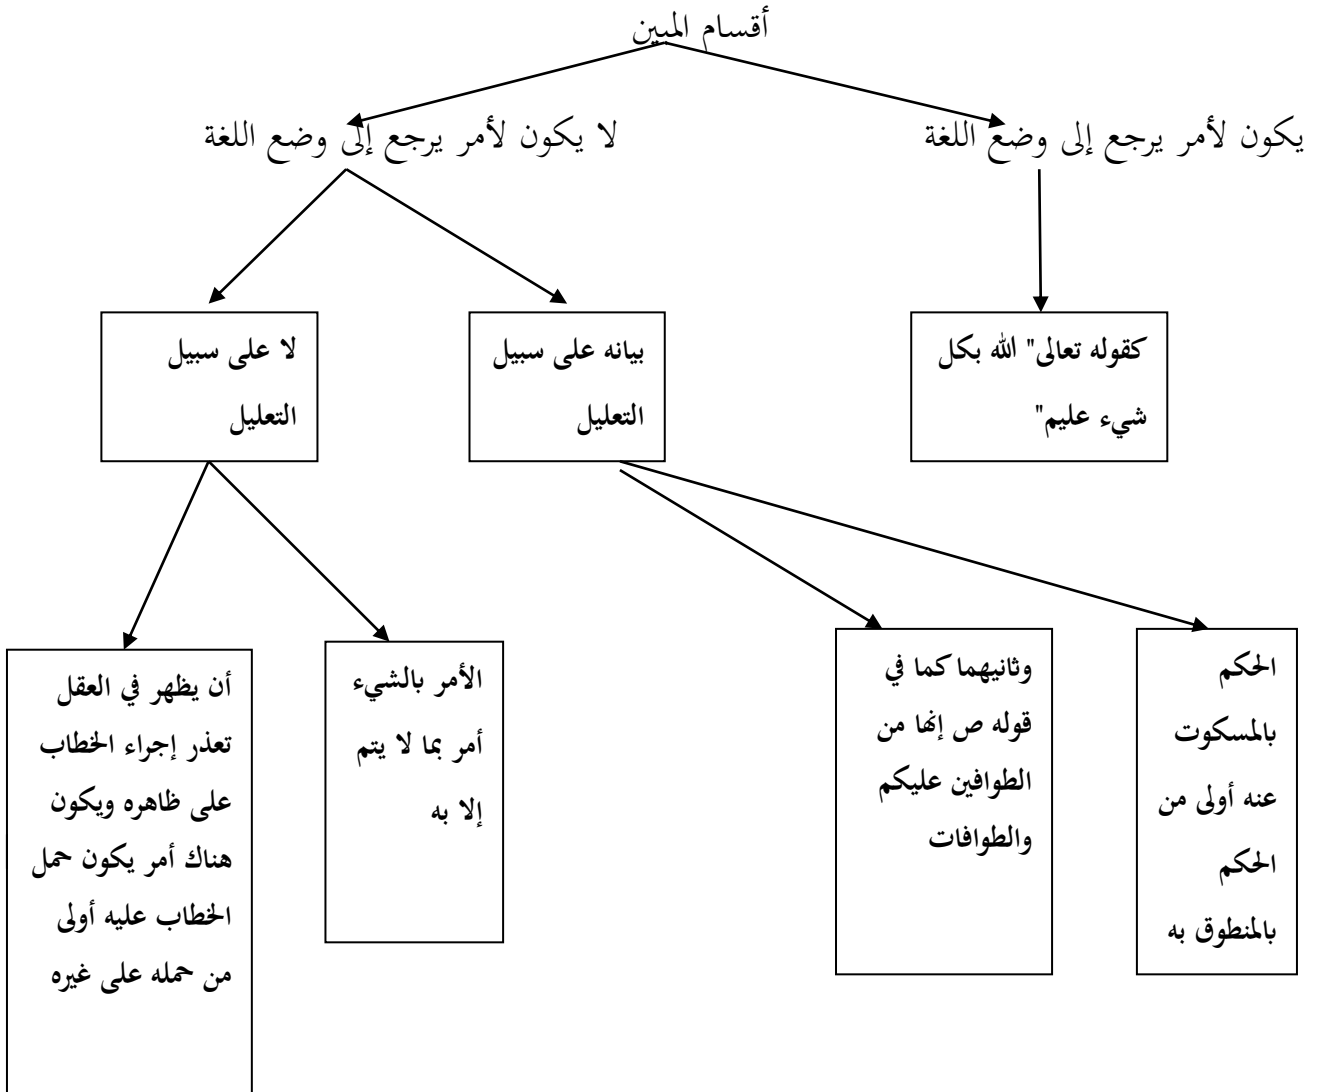 أقسام المبين
يكون لأمر يرجع إلى وضع اللغة
لا يكون لأمر يرجع إلى وضع اللغة
كقوله تعالى" الله بكل
شيء عليم"
بيانه على سبيل
التعليل
لا على سبيل
التعليل
الحكم
بالمسكوت
عنه أولى من
الحكم
بالمنطوق به
وثانيهما كما في
قوله ص إنها من
الطوافين عليكم
والطوافات
الأمر بالشيء
أمر بما لا يتم
إلا به
أن يظهر في العقل
تعذر إجراء الخطاب
على ظاهره ويكون
هناك أمر يكون حمل
الخطاب عليه أولى
من حمله على غيره